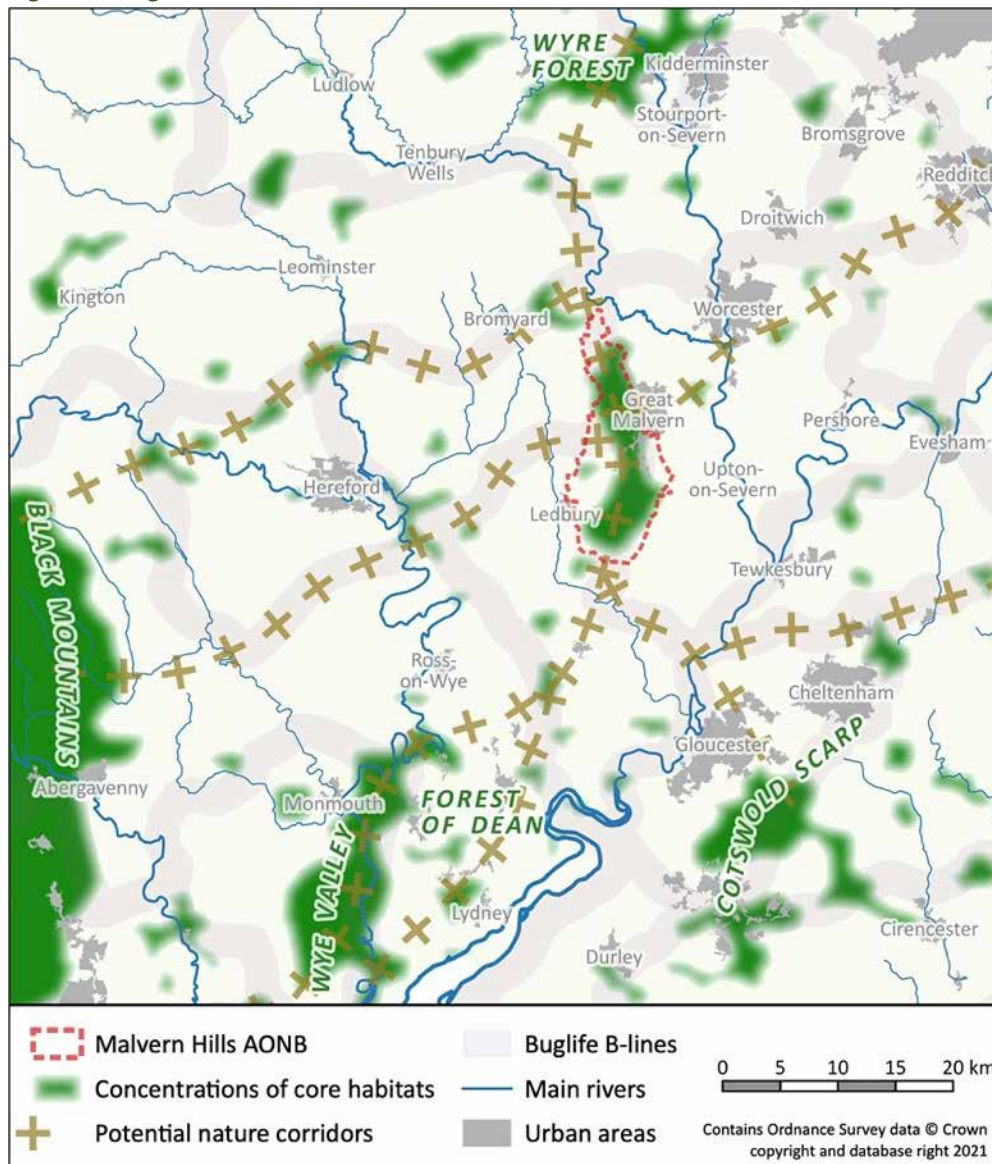 WYRE
FOREST
Kidderminster
Ludlow
Stourport-
on-Severn
Bromsgrove
Tenbury
Wells
Redditch
Droitwich
Leominster
Kington
Bromyard
Worcester
Great
Malvern
Pershore
Evesham
Hereford
Upton-
on-Severn
Ledbury
BLACK MOUNTAINS
Tewkesbury
Ross-
on-Wye
Cheltenham
Gloucester
Abergavenny
Monmouth
FOREST
OF DEAN
COTSWOLD SCARP
WYE VALLEY
Lydney
Cirencester
Durley
Malvern Hills AONB
Concentrations of core habitats
Potential nature corridors
Buglife B-lines
Main rivers
Urban areas
0 5 10 15 20 km
Contains Ordnance Survey data © Crown
copyright and database right 2021